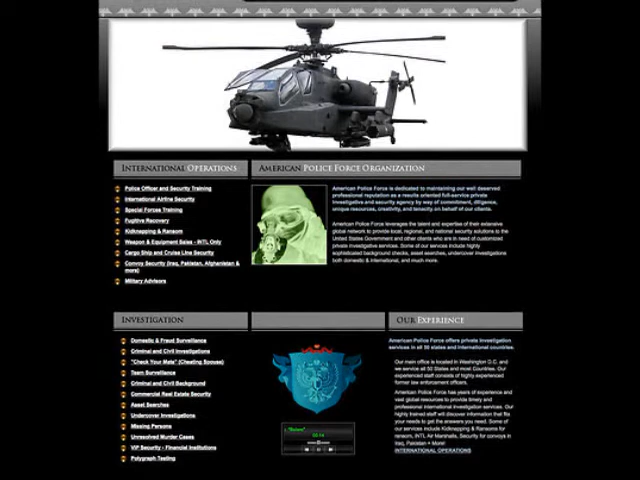 INTERNATIONAL OPERATIONS
Police Officer and Security Training
International Airline Security
Special Forces Training
Fugitive Recovery
Kidknapping & Ransom
Weapon & Equipment Sales - INTL Only
Cargo Ship and Cruise Line Security
Convoy Security (Iraq, Pakistan, Afghanistan &
more)
Military Advisors
AMERICAN POLICE FORCE ORGANIZATION
American Police Force is dedicated to maintaining our well deserved
professional reputation as a results oriented full-service private
investigative and security agency by way of commitment, diligence,
unique resources, creativity, and tenacity on behalf of our clients.
American Police Force leverages the talent and expertise of their extensive
global network to provide local, regional, and national security solutions to the
United States Government and other clients who are in need of customized
private investigative services. Some of our services include highly
sophisticated background checks, asset searches, undercover investigations
both domestic & international, and much more.
INVESTIGATION
Domestic & Fraud Surveillance
Criminal and Civil Investigations
"Check Your Mate" (Cheating Spouse)
Team Surveillance
Criminal and Civil Background
Commercial Real Estate Security
Asset Searches
Undercover Investigations
Missing Persons
Unresolved Murder Cases
VIP Security - Financial Institutions
Polygraph Testing
OUR EXPERIENCE
American Police Force offers private investigation
services in all 50 states and international countries.
Our main office is located in Washington D.C. and
we service all 50 States and most Countries. Our
experienced staff consists of highly experienced
former law enforcement officers.
American Police Force has years of experience and
vast global resources to provide timely and
professional international investigation services. Our
highly trained staff will discover information that fits
your needs to get the answers you need. Some of
our services include Kidknapping & Ransoms for
ransom, INTL Air Marshals, Security for convoys in
Iraq, Pakistan + More!
INTERNATIONAL OPERATIONS